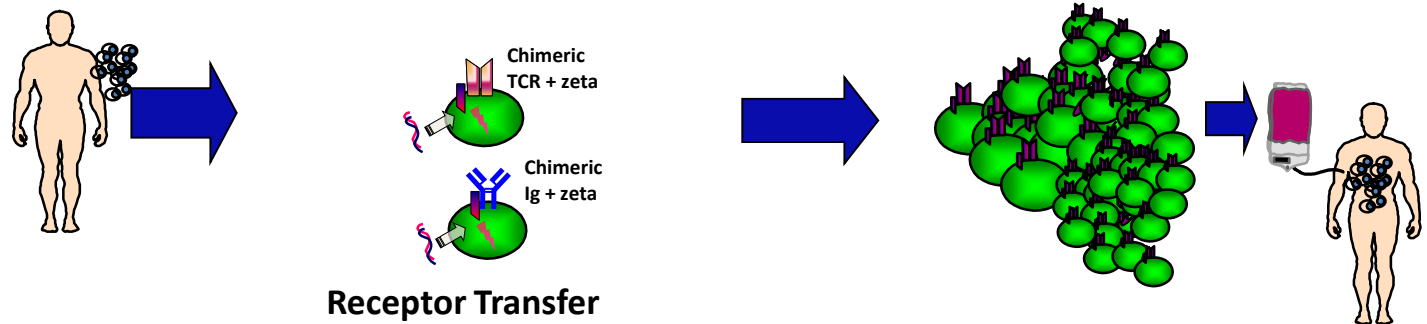 Chimeric
TCR + zeta
Chimeric
Ig + zeta
Receptor Transfer